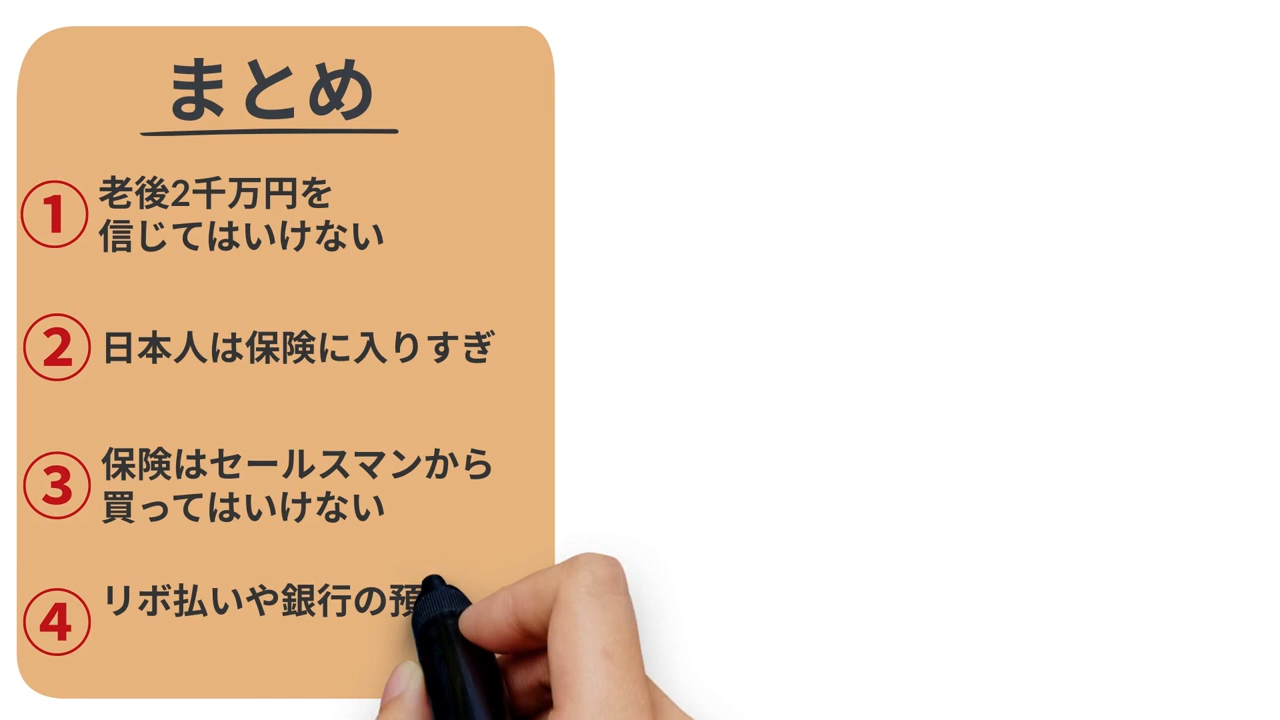 まとめ
① 老後2千万円を
信じてはいけない
② 日本人は保険に入りすぎ
③ 保険はセールスマンから
買ってはいけない
④ リボ払いや銀行の預